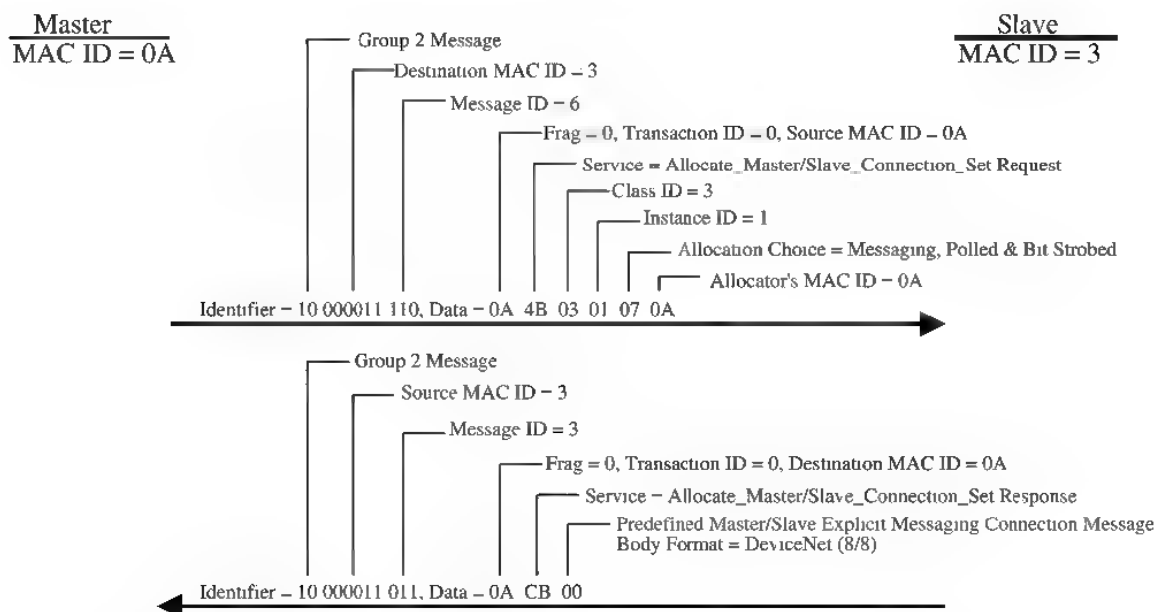 Master
MAC ID = 0A
Slave
MAC ID = 3
Group 2 Message
Destination MAC ID – 3
Message ID – 6
Frag – 0, Transaction ID – 0, Source MAC ID – 0A
Service = Allocate_Master/Slave_Connection_Set Request
Class ID = 3
Instance ID = 1
Allocation Choice = Messaging, Polled & Bit Strobed
Allocator's MAC ID – 0A
Identifier – 10 000011 110, Data – 0A 4B 03 01 07 0A
Group 2 Message
Source MAC ID – 3
Message ID = 3
Frag = 0, Transaction ID = 0, Destination MAC ID = 0A
Service – Allocate_Master/Slave_Connection_Set Response
Predefined Master/Slave Explicit Messaging Connection Message
Body Format = DeviceNet (8/8)
Identifier – 10 000011 011, Data – 0A CB 00